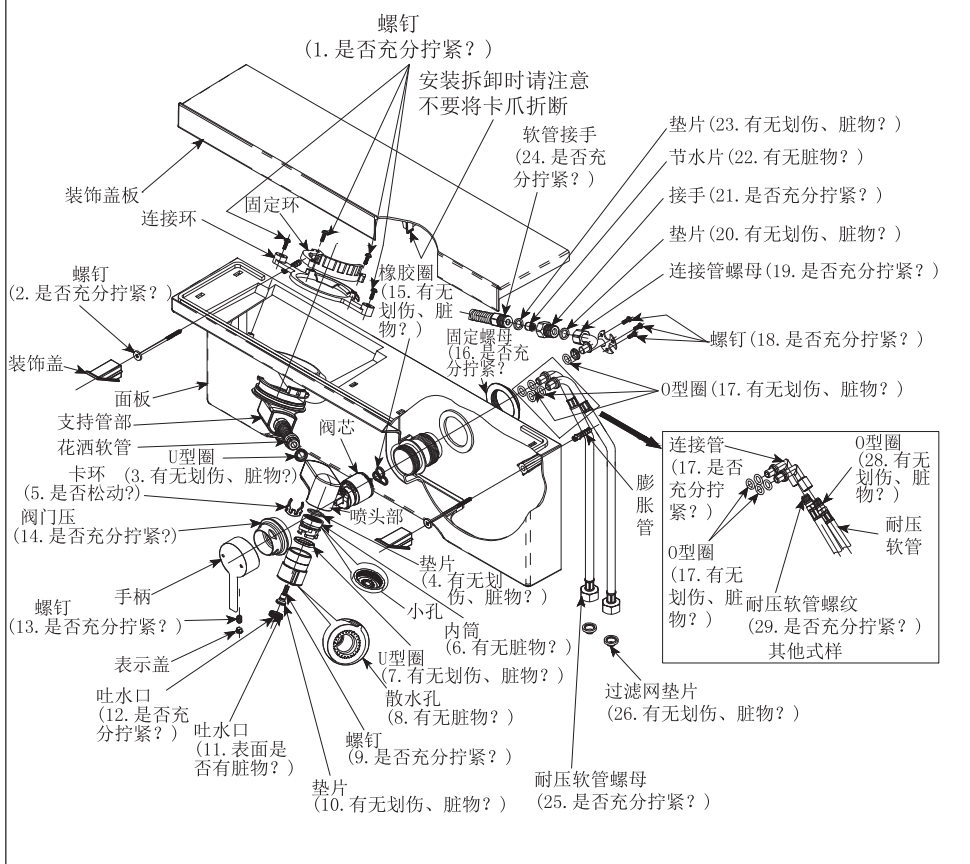 螺钉
(1.是否充分拧紧？)
安装拆卸时请注意
不要将卡爪折断
软管接手
(24.是否充
分拧紧？)
垫片(23.有无划伤、脏物？)
节水片(22.有无脏物？)
接手(21.是否充分拧紧？)
垫片(20.有无划伤、脏物？)
连接管螺母(19.是否充分拧紧？)
螺钉(18.是否充分拧紧？)
O型圈(17.有无划伤、脏物？)
装饰盖板
连接环
固定环
橡胶圈
(15.有无
划伤、脏
物？)
固定螺母
(16.是否充
分拧紧？
螺钉
(2.是否充分拧紧？)
装饰盖
面板
支持管部
花洒软管
U型圈
(3.有无划伤、脏物?)
卡环
(5.是否松动?)
阀门压
(14.是否充分拧紧?)
阀芯
喷头部
手柄
螺钉
(13.是否充分拧紧？)
表示盖
吐水口
(12.是否充
分拧紧？)
吐水口
(11.表面是
否有脏物？)
垫片
(4.有无划
伤、脏物？)
小孔
内筒
(6.有无脏物？)
U型圈
(7.有无划伤、脏物？)
散水孔
(8.有无脏物？)
螺钉
(9.是否充分拧紧？)
垫片
(10.有无划伤、脏物？)
膨
胀
管
过滤网垫片
(26.有无划伤、脏物？)
耐压软管螺母
(25.是否充分拧紧？)
连接管
(17.是否
充分拧
紧？)
O型圈
(28.有无
划伤、脏
物？)
耐压
软管
O型圈
(17.有无
划伤、脏
物？)
耐压软管螺纹
(29.是否充分拧紧？)
其他式样